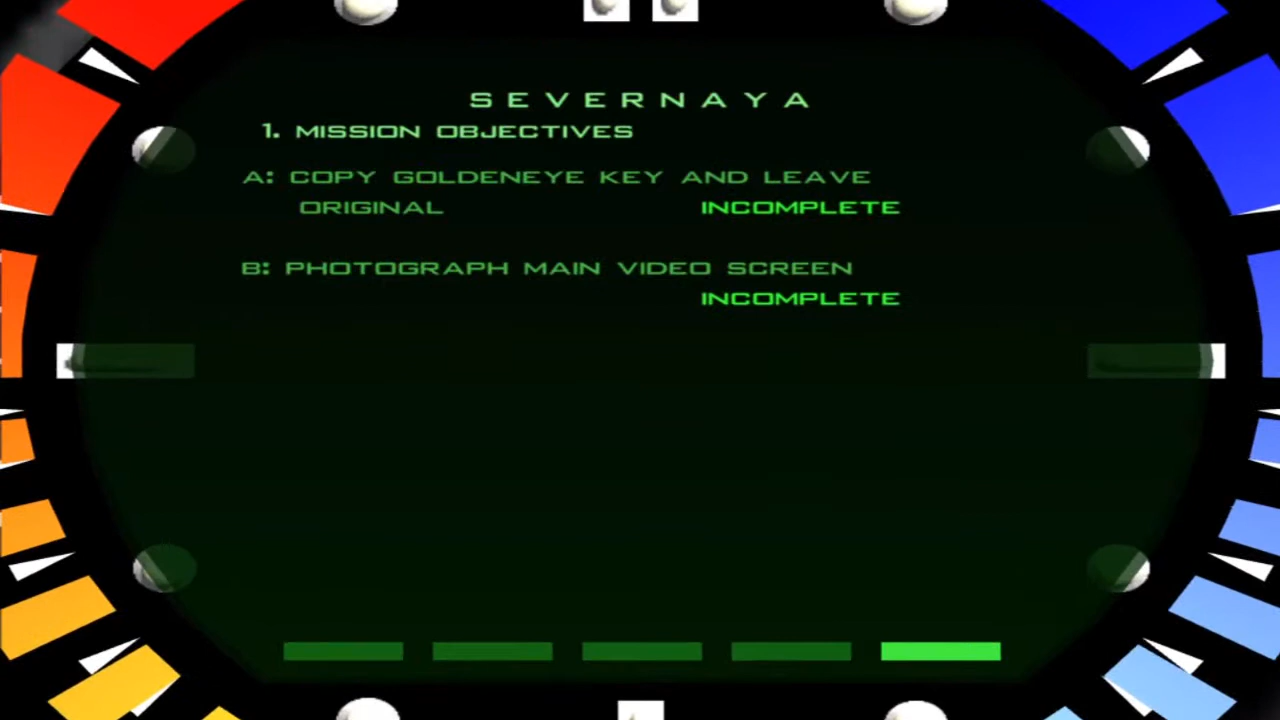 SEVERNAYA
1. MISSION OBJECTIVES
A: COPY GOLDENEYE KEY AND LEAVE
ORIGINAL INCOMPLETE
B: PHOTOGRAPH MAIN VIDEO SCREEN
INCOMPLETE